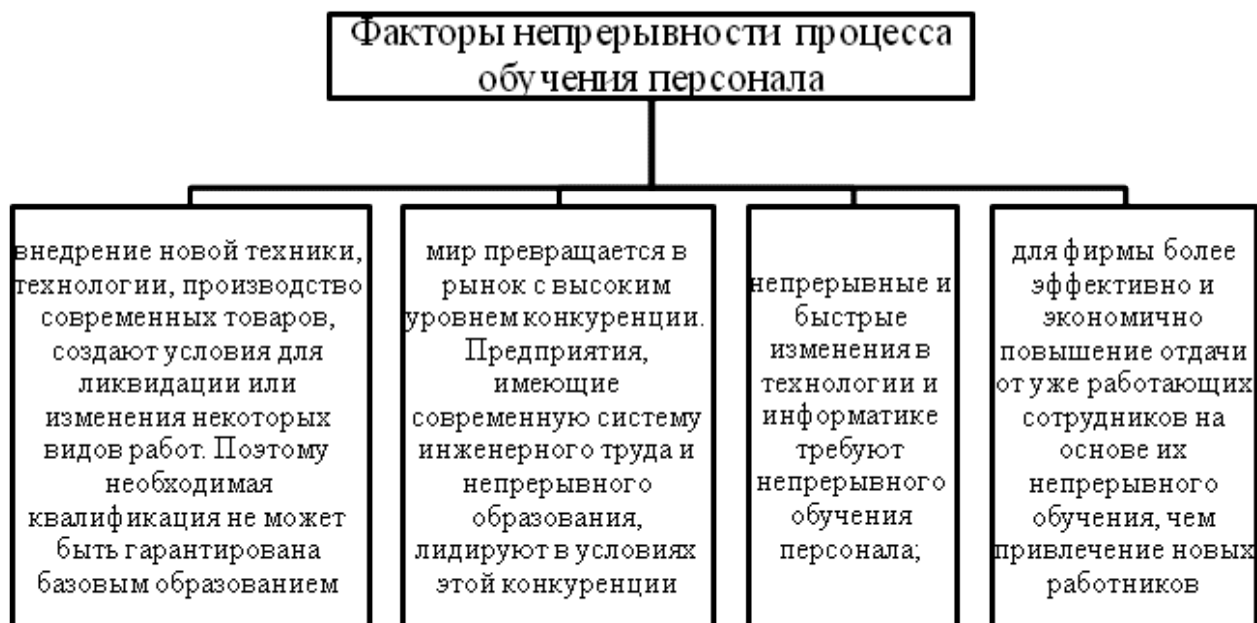 Факторы непрерывности процесса
обучения персонала
внедрение новой техники,
технологии, производство
современных товаров,
создают условия для
ликвидации или
изменения некоторых
видов работ. Поэтому
необходимая
квалификация не может
быть гарантирована
базовым образованием
мир превращается в
рынок с высоким
уровнем конкуренции.
Предприятия,
имеющие
современную систему
инженерного труда и
непрерывного
образования,
лидируют в условиях
этой конкуренции
непрерывные и
быстрые
изменения в
технологии и
информатике
требуют
непрерывного
обучения
персонала;
для фирмы более
эффективно и
экономично
повышение отдачи
от уже работающих
сотрудников на
основе их
непрерывного
обучения, чем
привлечение новых
работников